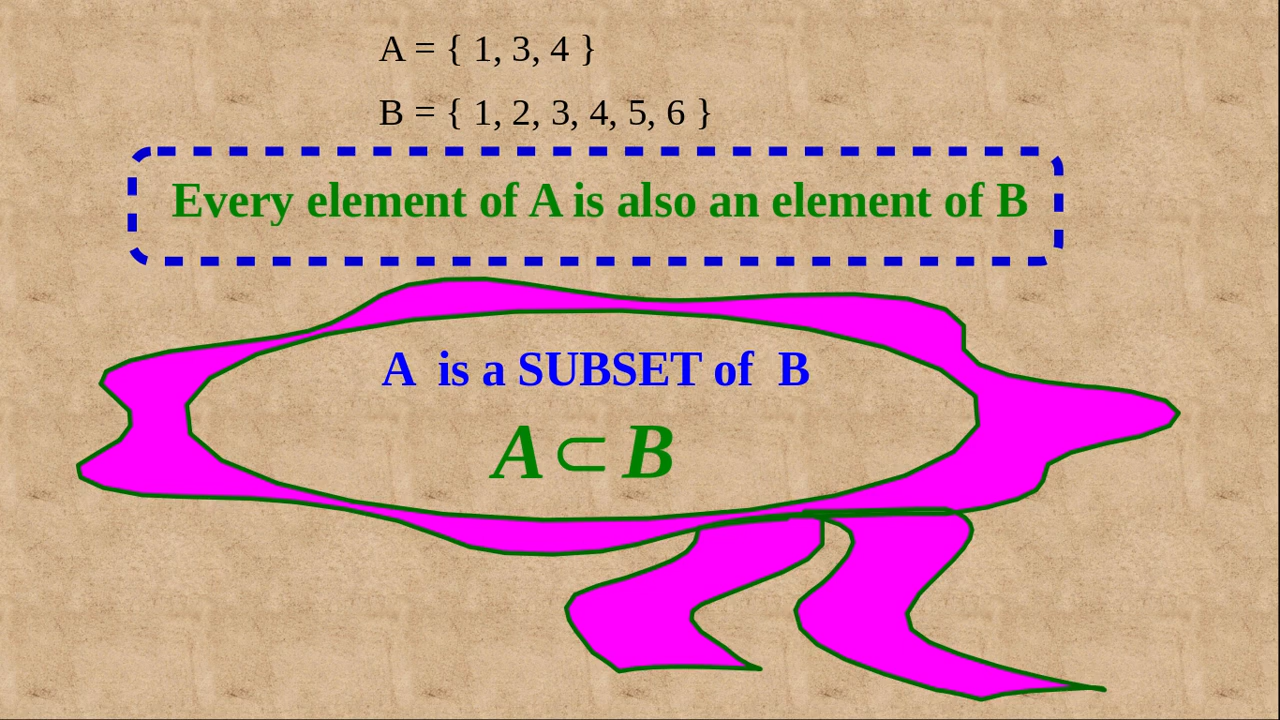 A = { 1, 3, 4 }
B = { 1, 2, 3, 4, 5, 6 }
Every element of A is also an element of B
A is a SUBSET of B
A ⊂ B